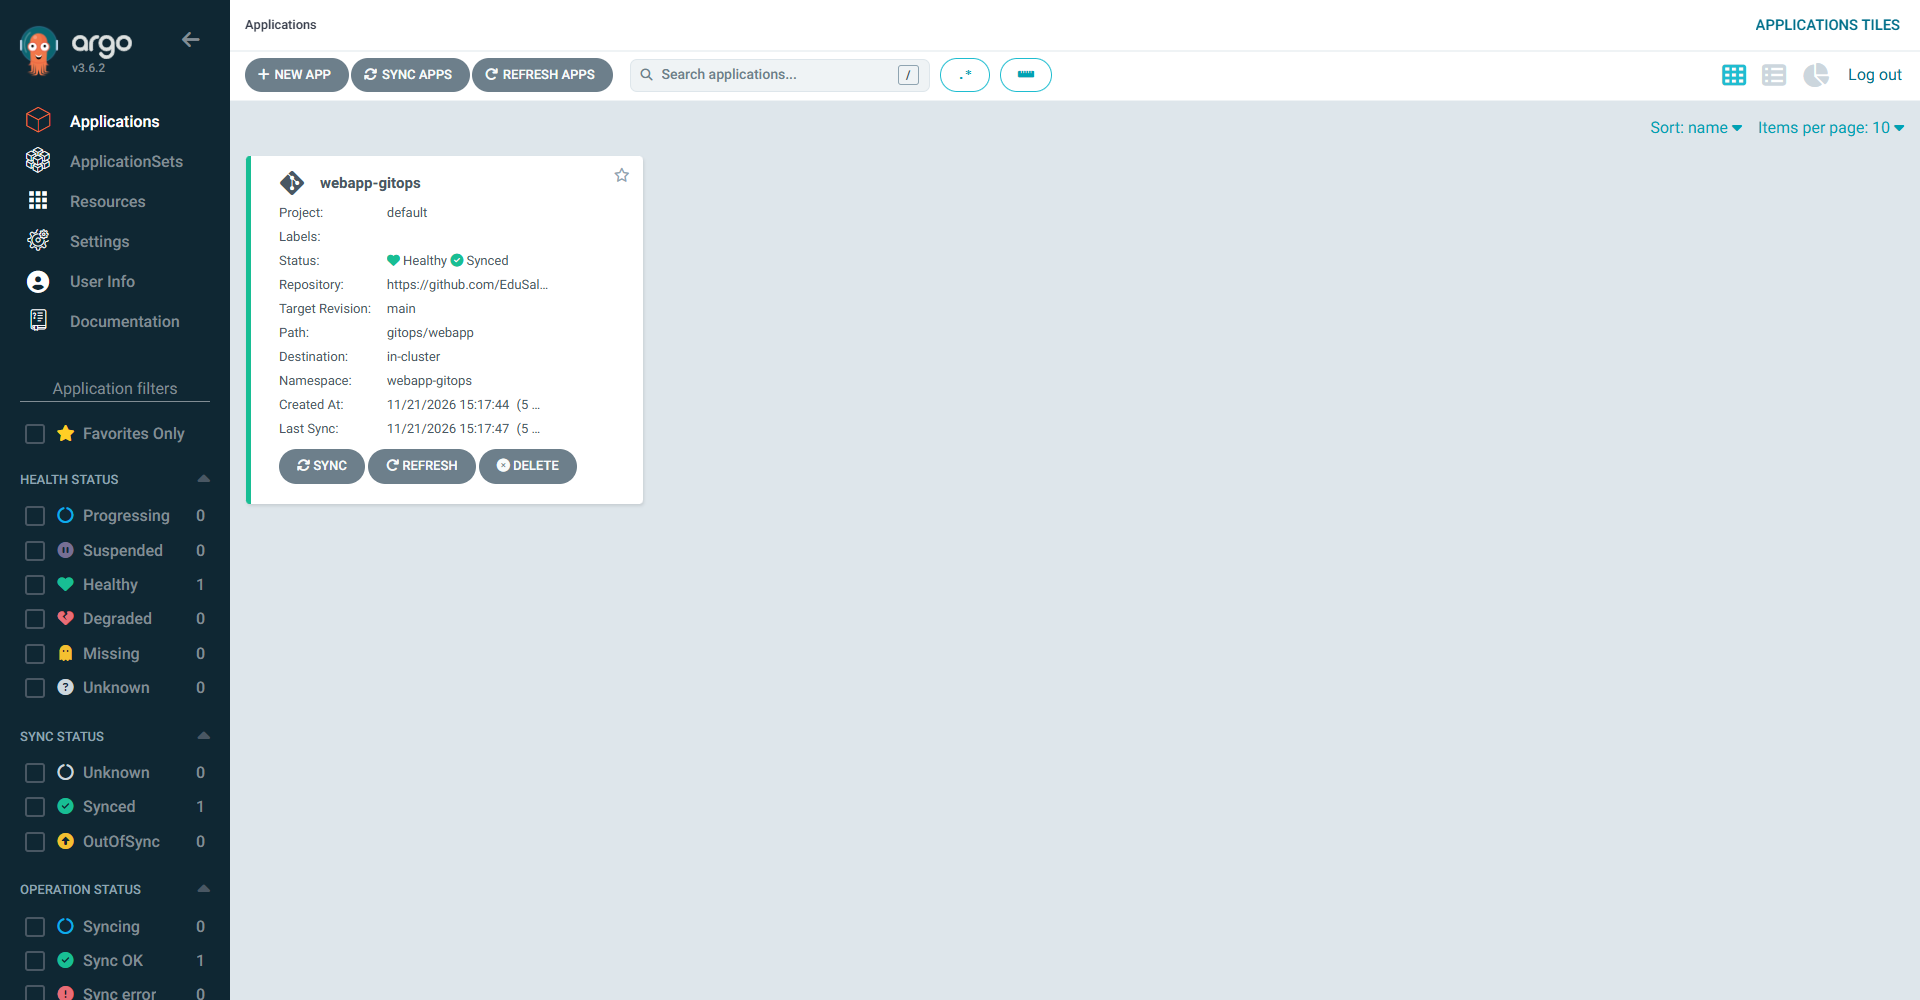 argo
v3.6.2
Applications
ApplicationSets
Resources
Settings
User Info
Documentation
Application filters
Favorites Only
HEALTH STATUS
Progressing 0
Suspended 0
Healthy 1
Degraded 0
Missing 0
Unknown 0
SYNC STATUS
Unknown 0
Synced 1
OutOfSync 0
OPERATION STATUS
Syncing 0
Sync OK 1
Sync error 0
Applications
APPLICATIONS TILES
NEW APP
SYNC APPS
REFRESH APPS
Search applications... /
.*
Log out
Sort: name
Items per page: 10
webapp-gitops
Project: default
Labels:
Status: Healthy Synced
Repository: https://github.com/EduSal...
Target Revision: main
Path: gitops/webapp
Destination: in-cluster
Namespace: webapp-gitops
Created At: 11/21/2026 15:17:44 (5 ...
Last Sync: 11/21/2026 15:17:47 (5 ...
SYNC
REFRESH
DELETE